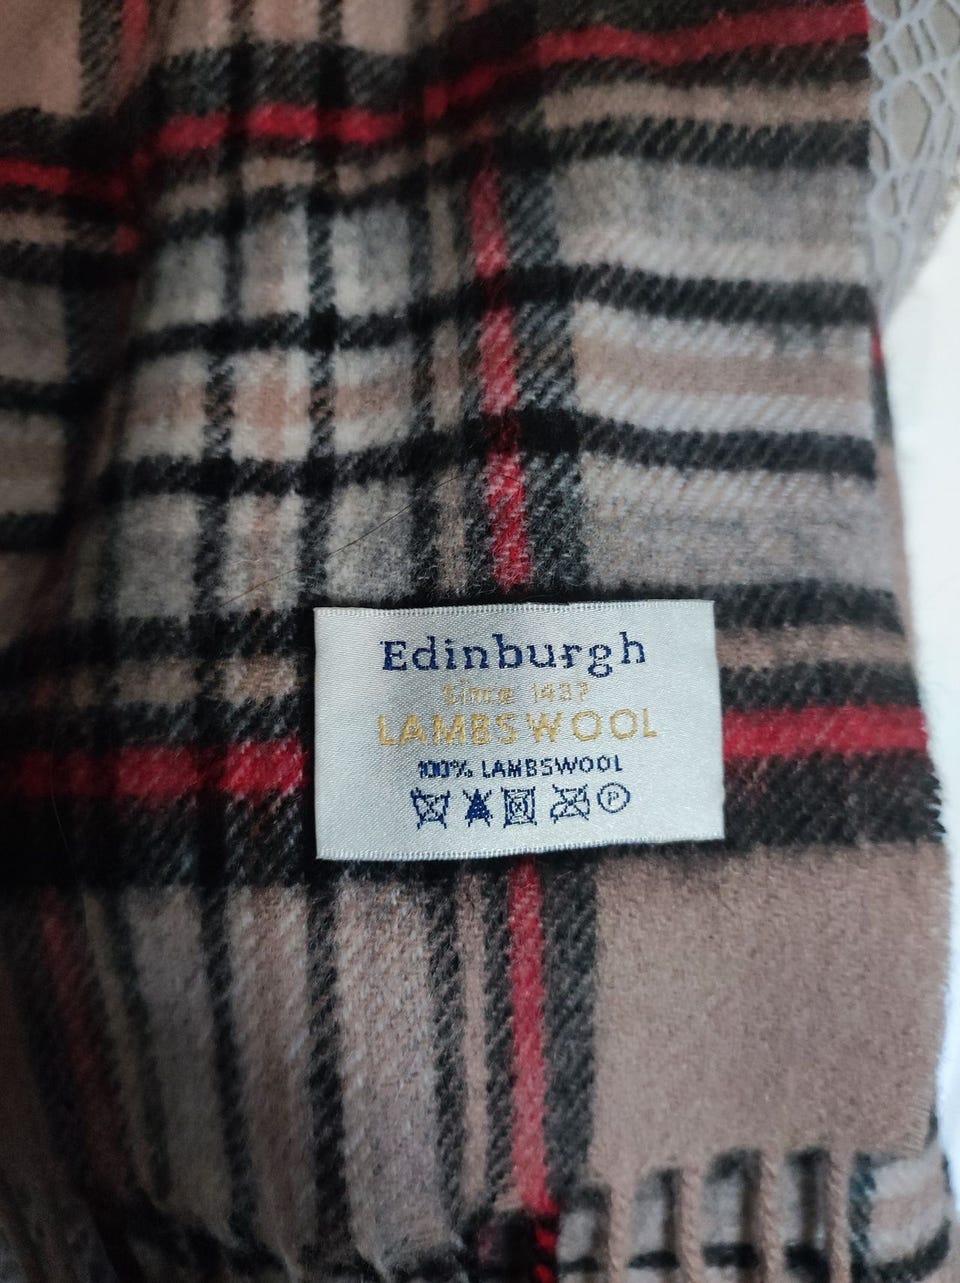 Edinburgh
Since 1437
LAMBSWOOL
100% LAMBSWOOL
P